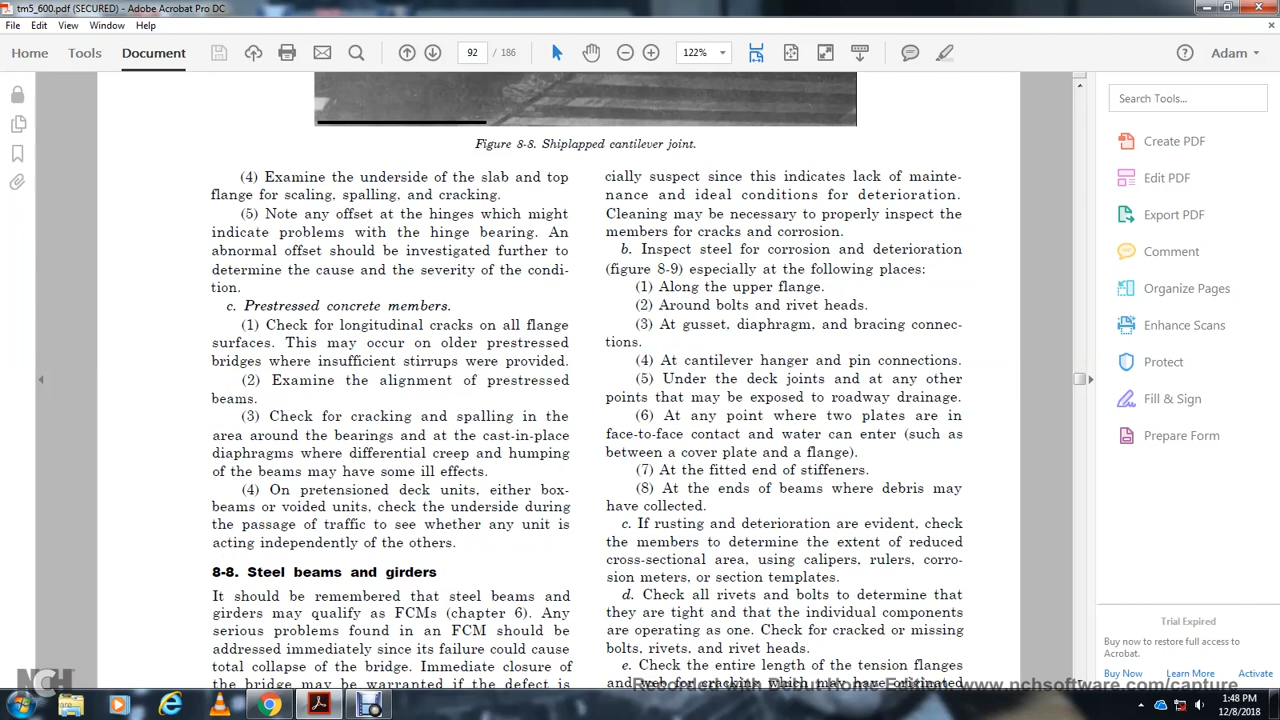 tm5_600.pdf (SECURED) - Adobe Acrobat Pro DC
File Edit View Window Help
Home Tools Document 92 / 186 122% Adam
Figure 8-8. Shiplapped cantilever joint.
(4) Examine the underside of the slab and top
flange for scaling, spalling, and cracking.
(5) Note any offset at the hinges which might
indicate problems with the hinge bearing. An
abnormal offset should be investigated further to
determine the cause and the severity of the condi-
tion.
c. Prestressed concrete members.
(1) Check for longitudinal cracks on all flange
surfaces. This may occur on older prestressed
bridges where insufficient stirrups were provided.
(2) Examine the alignment of prestressed
beams.
(3) Check for cracking and spalling in the
area around the bearings and at the cast-in-place
diaphragms where differential creep and humping
of the beams may have some ill effects.
(4) On pretensioned deck units, either box-
beams or voided units, check the underside during
the passage of traffic to see whether any unit is
acting independently of the others.
8-8. Steel beams and girders
It should be remembered that steel beams and
girders may qualify as FCMs (chapter 6). Any
serious problems found in an FCM should be
addressed immediately since its failure could cause
total collapse of the bridge. Immediate closure of
the bridge may be warranted if the defect is
cially suspect since this indicates lack of mainte-
nance and ideal conditions for deterioration.
Cleaning may be necessary to properly inspect the
members for cracks and corrosion.
b. Inspect steel for corrosion and deterioration
(figure 8-9) especially at the following places:
(1) Along the upper flange.
(2) Around bolts and rivet heads.
(3) At gusset, diaphragm, and bracing connec-
tions.
(4) At cantilever hanger and pin connections.
(5) Under the deck joints and at any other
points that may be exposed to roadway drainage.
(6) At any point where two plates are in
face-to-face contact and water can enter (such as
between a cover plate and a flange).
(7) At the fitted end of stiffeners.
(8) At the ends of beams where debris may
have collected.
c. If rusting and deterioration are evident, check
the members to determine the extent of reduced
cross-sectional area, using calipers, rulers, corro-
sion meters, or section templates.
d. Check all rivets and bolts to determine that
they are tight and that the individual components
are operating as one. Check for cracked or missing
bolts, rivets, and rivet heads.
e. Check the entire length of the tension flanges
and web for cracking which may have originated
Search Tools...
Create PDF
Edit PDF
Export PDF
Comment
Organize Pages
Enhance Scans
Protect
Fill & Sign
Prepare Form
Trial Expired
Buy now to restore full access to
Acrobat.
Buy Now Learn More Activate
NCH
Recorded with Debut Home Edition www.nchsoftware.com/capture
1:48 PM
12/8/2018